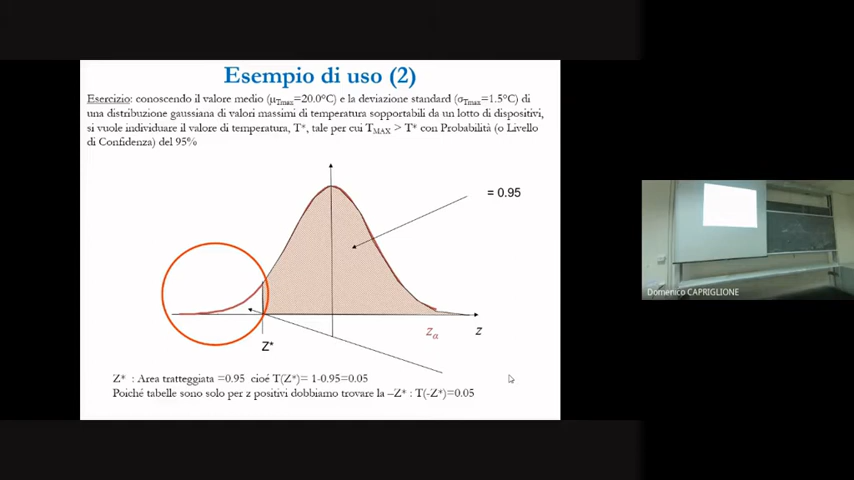 Esempio di uso (2)
Esercizio: conoscendo il valore medio (μTmax=20.0°C) e la deviazione standard (σTmax=1.5°C) di
una distribuzione gaussiana di valori massimi di temperatura sopportabili da un lotto di dispositivi,
si vuole individuare il valore di temperatura, T*, tale per cui TMAX > T* con Probabilità (o Livello
di Confidenza) del 95%
= 0.95
Zα
z
Z*
Z* : Area tratteggiata =0.95 cioé T(Z*)= 1-0.95=0.05
Poiché tabelle sono solo per z positivi dobbiamo trovare la –Z* : T(-Z*)=0.05
Domenico CAPRIGLIONE